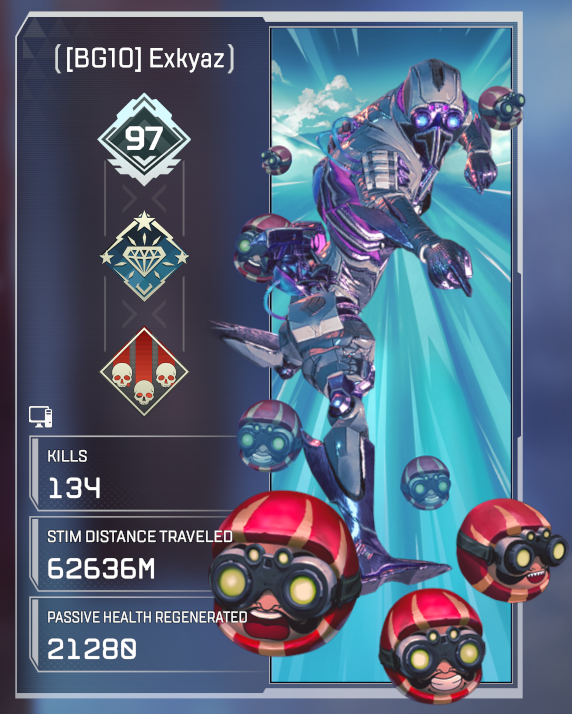 [BG10] Exkyaz
97
KILLS
134
STIM DISTANCE TRAVELED
62636M
PASSIVE HEALTH REGENERATED
21280